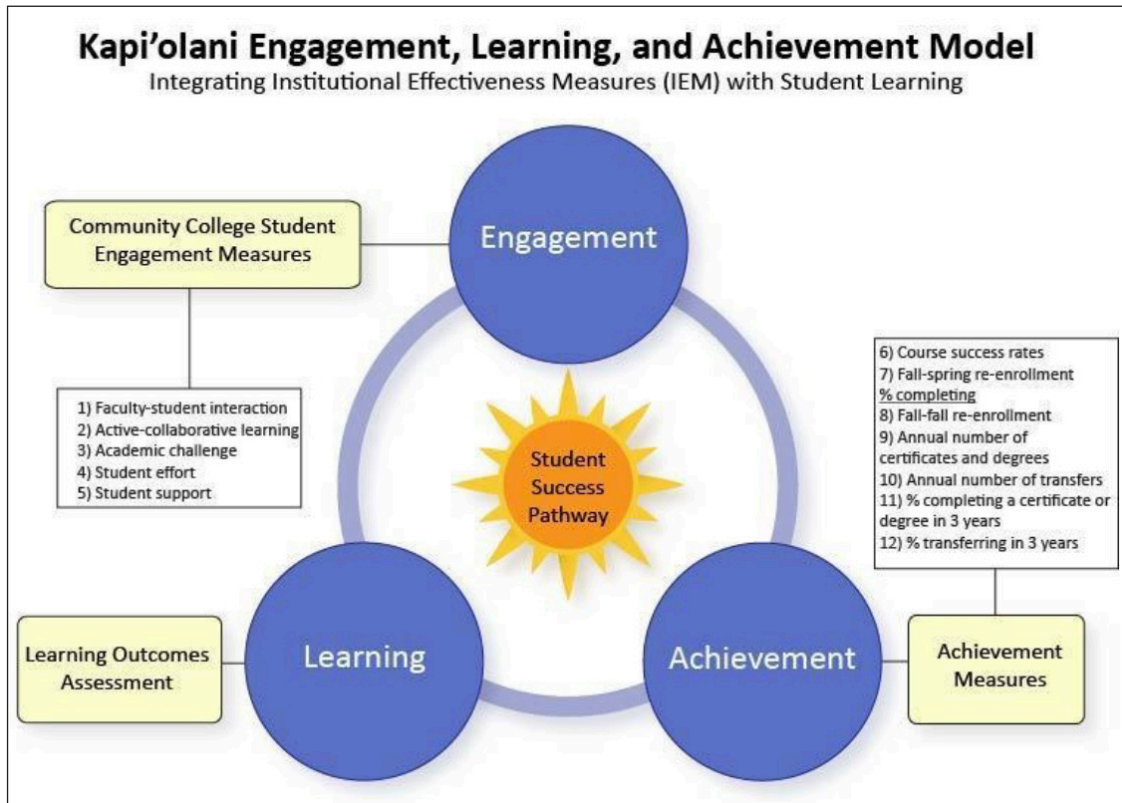 Kapi'olani Engagement, Learning, and Achievement Model
Integrating Institutional Effectiveness Measures (IEM) with Student Learning
Engagement
Community College Student
Engagement Measures
1) Faculty-student interaction
2) Active-collaborative learning
3) Academic challenge
4) Student effort
5) Student support
Student
Success
Pathway
6) Course success rates
7) Fall-spring re-enrollment
% completing
8) Fall-fall re-enrollment
9) Annual number of
certificates and degrees
10) Annual number of transfers
11) % completing a certificate or
degree in 3 years
12) % transferring in 3 years
Learning Outcomes
Assessment
Learning
Achievement
Achievement
Measures